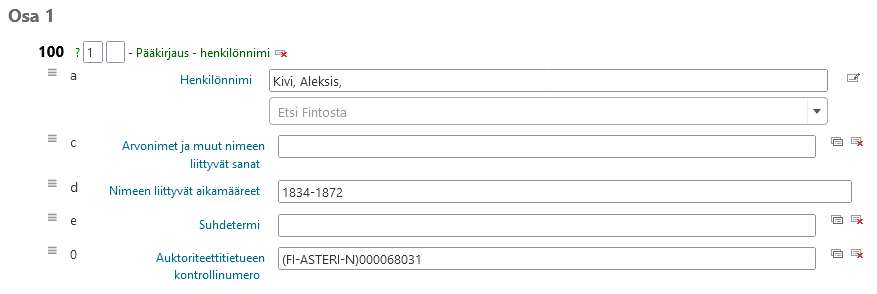 Osa 1
100 ? 1 - Pääkirjaus - henkilönnimi
a Henkilönnimi Kivi, Aleksis,
Etsi Fintosta
c Arvonimet ja muut nimeen
liittyvät sanat
d Nimeen liittyvät aikamääreet 1834-1872
e Suhdetermi
0 Auktoriteettitietueen (FI-ASTERI-N)000068031
kontrollinumero